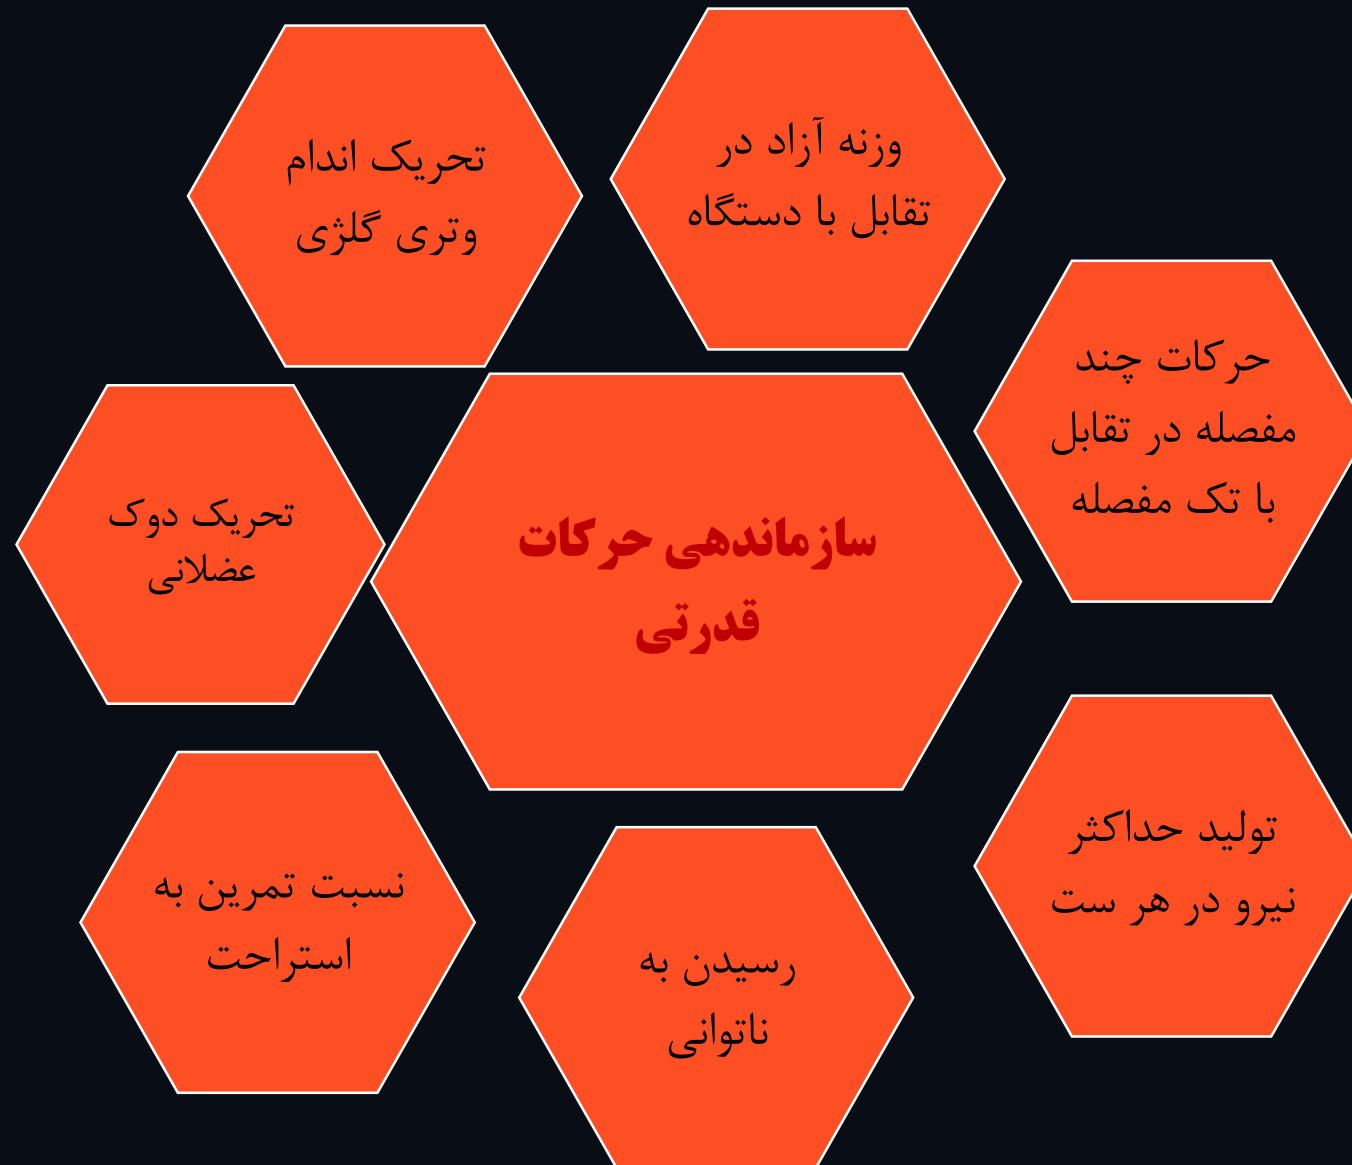 وزنه آزاد در
تقابل با دستگاه
تحریک اندام
وتری گلژی
حرکات چند
مفصله در تقابل
با تک مفصله
تحریک دوک
عضلانی
سازماندهی حرکات
قدرتی
تولید حداکثر
نیرو در هر ست
نسبت تمرین به
استراحت
رسیدن به
ناتوانی